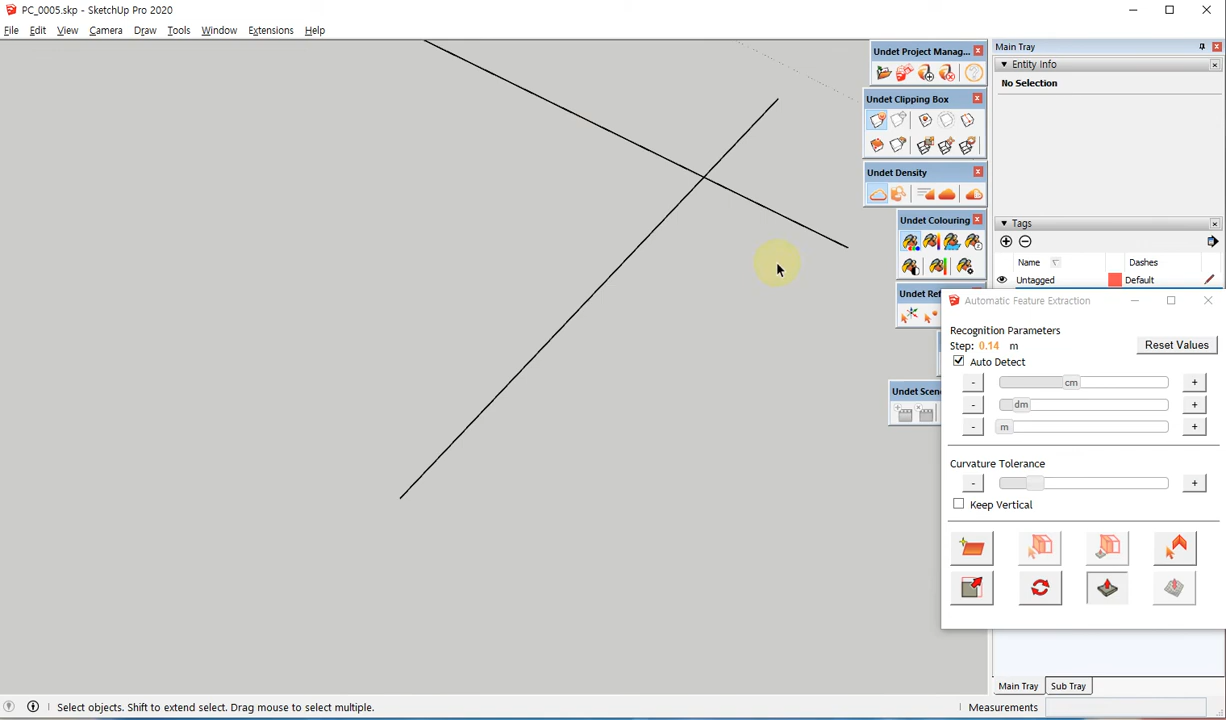 PC_0005.skp - SketchUp Pro 2020
File Edit View Camera Draw Tools Window Extensions Help
Undet Project Manag...
Undet Clipping Box
Undet Density
Undet Colouring
Undet Scen
Main Tray
Entity Info
No Selection
Tags
Name Dashes
Untagged Default
Automatic Feature Extraction
Recognition Parameters
Step: 0.14 m
Reset Values
Auto Detect
- cm +
- dm +
- m +
Curvature Tolerance
- +
Keep Vertical
Main Tray Sub Tray
Select objects. Shift to extend select. Drag mouse to select multiple.
Measurements